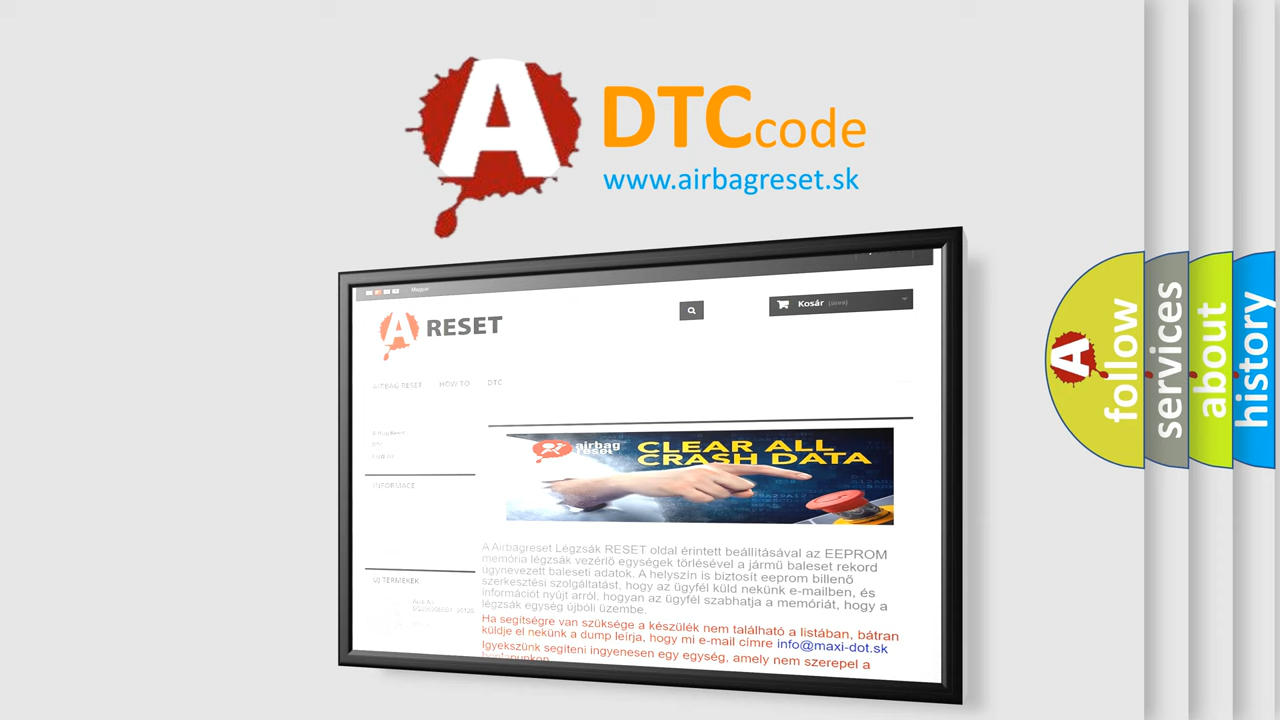 A
DTCcode
www.airbagreset.sk
Magyar
A RESET
Kosár (üres)
AIRBAG RESET HOW TO DTC
INFORMACE
airbag
reset
CLEAR ALL
CRASH DATA
A Airbagreset Légzsák RESET oldal érintett beállításával az EEPROM
memória légzsák vezérlő egységek törlésével a jármű baleset rekord
úgynevezett baleseti adatok. A helyszín is biztosít eeprom billenő
szerkesztési szolgáltatást, hogy az ügyfél küld nekünk e-mailben, és
információt nyújt arról, hogyan az ügyfél szabhatja a memóriát, hogy a
légzsák egység újbóli üzembe.
Ha segítségre van szüksége a készülék nem található a listában, bátran
küldje el nekünk a dump leírja, hogy mi e-mail címre info@maxi-dot.sk
Igyekszünk segíteni ingyenesen egy egység, amely nem szerepel a
ÚJ TERMÉKEK
A
follow
services
about
history